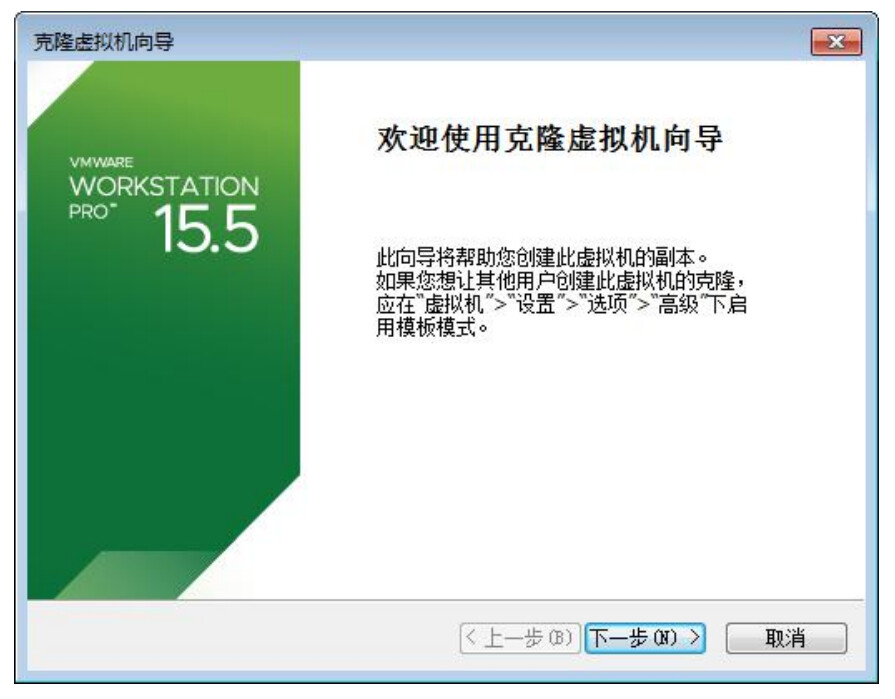 克隆虚拟机向导
VMWARE
WORKSTATION
PRO™ 15.5
欢迎使用克隆虚拟机向导
此向导将帮助您创建此虚拟机的副本。
如果您想让其他用户创建此虚拟机的克隆，
应在"虚拟机">"设置">"选项">"高级"下启
用模板模式。
< 上一步(B) 下一步(N) > 取消